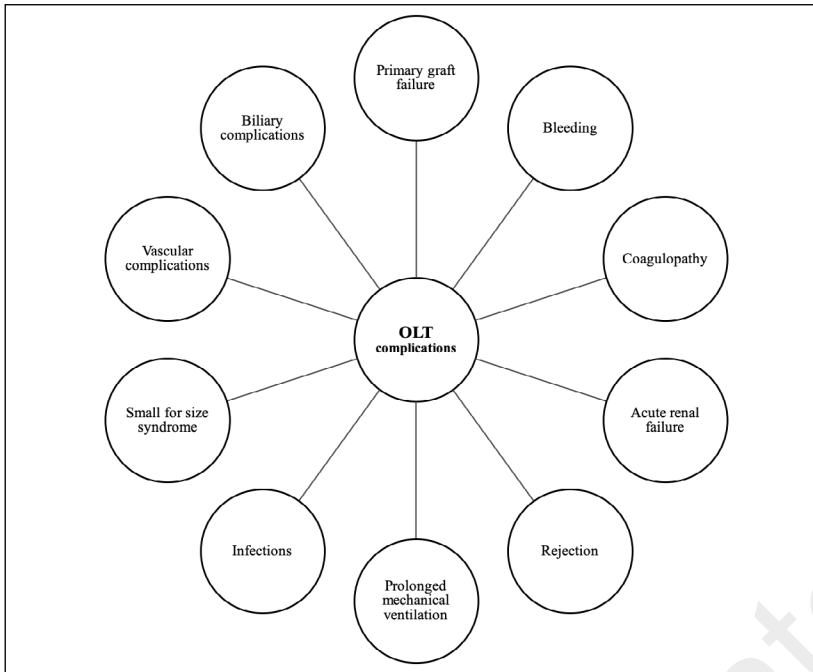 Primary graft
failure
Bleeding
Coagulopathy
Acute renal
failure
Rejection
Prolonged
mechanical
ventilation
Infections
Small for size
syndrome
Vascular
complications
Biliary
complications
OLT
complications